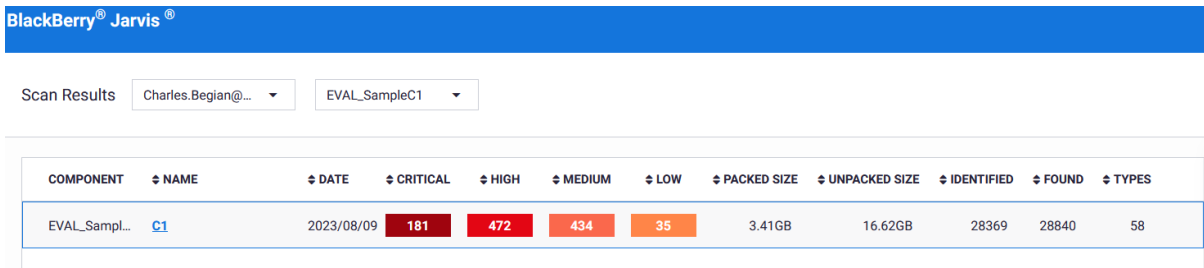 BlackBerry® Jarvis ®
Scan Results Charles.Begian@... EVAL_SampleC1
COMPONENT NAME DATE CRITICAL HIGH MEDIUM LOW PACKED SIZE UNPACKED SIZE IDENTIFIED FOUND TYPES
EVAL_Sampl... C1 2023/08/09 181 472 434 35 3.41GB 16.62GB 28369 28840 58